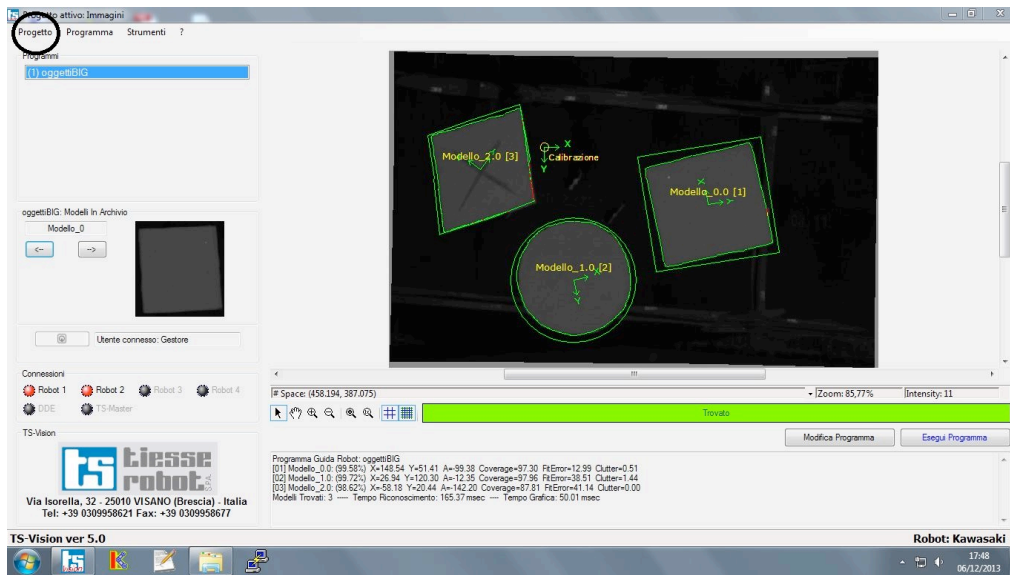 Progetto attivo: Immagini
Progetto Programma Strumenti ?
Programmi
(1) oggettiBIG
oggettiBIG: Modelli In Archivio
Modello_0
<-- -->
Utente connesso: Gestore
Connessioni
Robot 1 Robot 2 Robot 3 Robot 4
DDE TS-Master
TS-Vision
tiesse
robot S.P.A.
Via Isorella, 32 - 25010 VISANO (Brescia) - Italia
Tel: +39 0309958621 Fax: +39 0309958677
Modello_2.0 [3]
X
Calibrazione
Y
X
Modello_0.0 [1]
Y
Modello_1.0 [2]
X
Y
# Space: (458.194, 387.075) Zoom: 85,77% Intensity: 11
Trovato
Modifica Programma Esegui Programma
Programma Guida Robot: oggettiBIG
[01] Modello_0.0: (99.58%) X=148.54 Y=51.41 A=-99.38 Coverage=97.30 FitError=12.99 Clutter=0.51
[02] Modello_1.0: (99.72%) X=26.94 Y=120.30 A=-12.35 Coverage=97.96 FitError=38.51 Clutter=1.44
[03] Modello_2.0: (98.62%) X=-58.18 Y=20.44 A=-142.20 Coverage=87.81 FitError=41.14 Clutter=0.00
Modelli Trovati: 3 ---- Tempo Riconoscimento: 165.37 msec ---- Tempo Grafica: 50.01 msec
TS-Vision ver 5.0 Robot: Kawasaki
17:48
06/12/2013